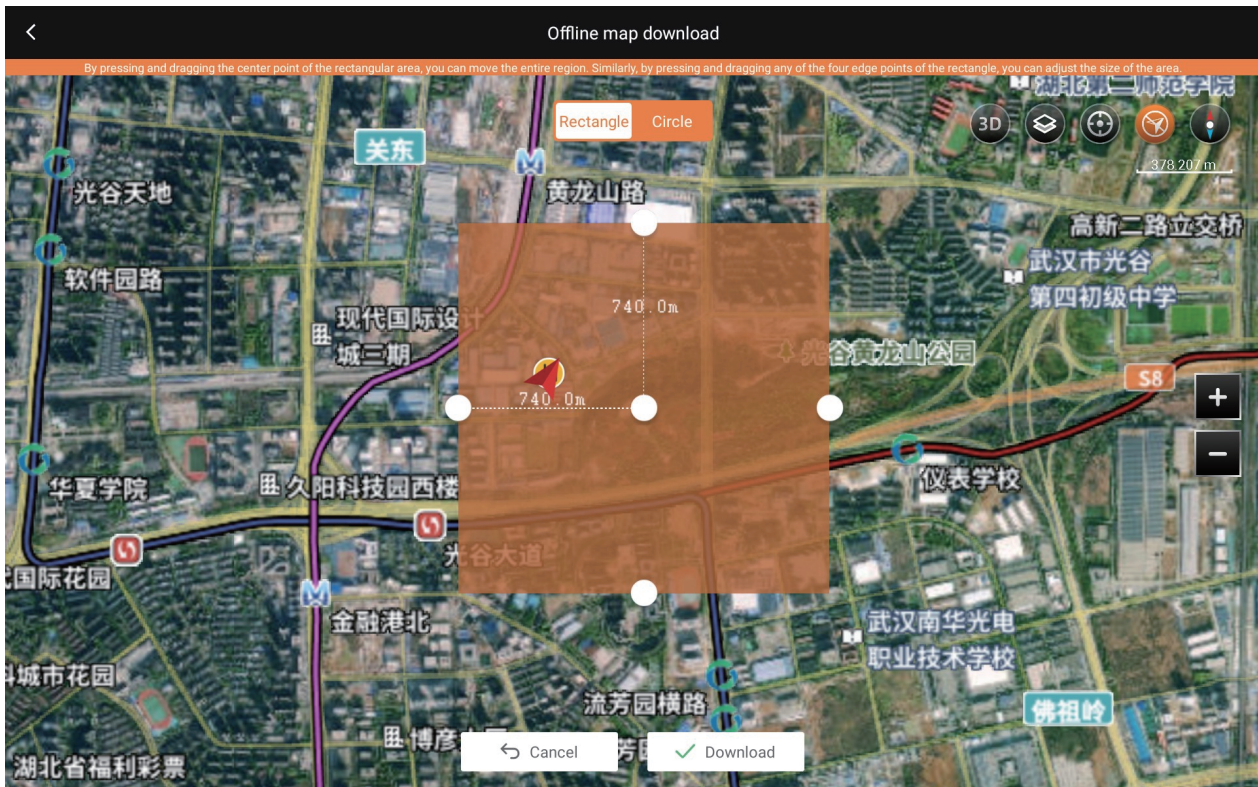 Offline map download
By pressing and dragging the center point of the rectangular area, you can move the entire region. Similarly, by pressing and dragging any of the four edge points of the rectangle, you can adjust the size of the area.
湖北第二师范学院
Rectangle
Circle
3D
378.207 m
关东
光谷天地
黄龙山路
高新二路立交桥
武汉市光谷
第四初级中学
软件园路
现代国际设计
城三期
740.0m
光谷黄龙山公园
S8
740.0m
华夏学院
久阳科技园西楼
仪表学校
光谷大道
国际花园
金融港北
武汉南华光电
职业技术学校
城市花园
流芳园横路
佛祖岭
博彦
Cancel
Download
湖北省福利彩票